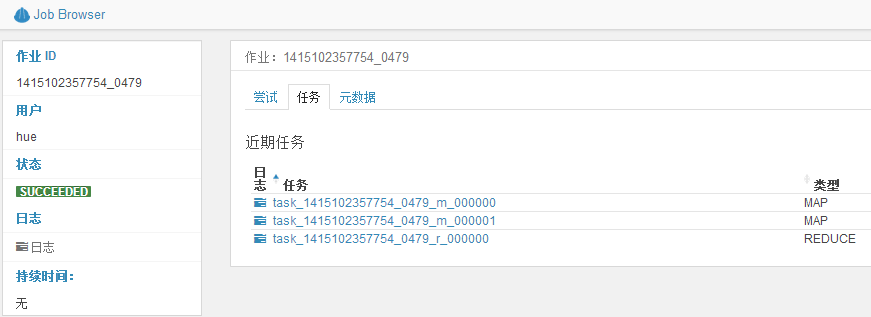 Job Browser
作业 ID
1415102357754_0479
用户
hue
状态
SUCCEEDED
日志
日志
持续时间：
无
作业：1415102357754_0479
尝试 任务 元数据
近期任务
日志 任务 类型
task_1415102357754_0479_m_000000 MAP
task_1415102357754_0479_m_000001 MAP
task_1415102357754_0479_r_000000 REDUCE